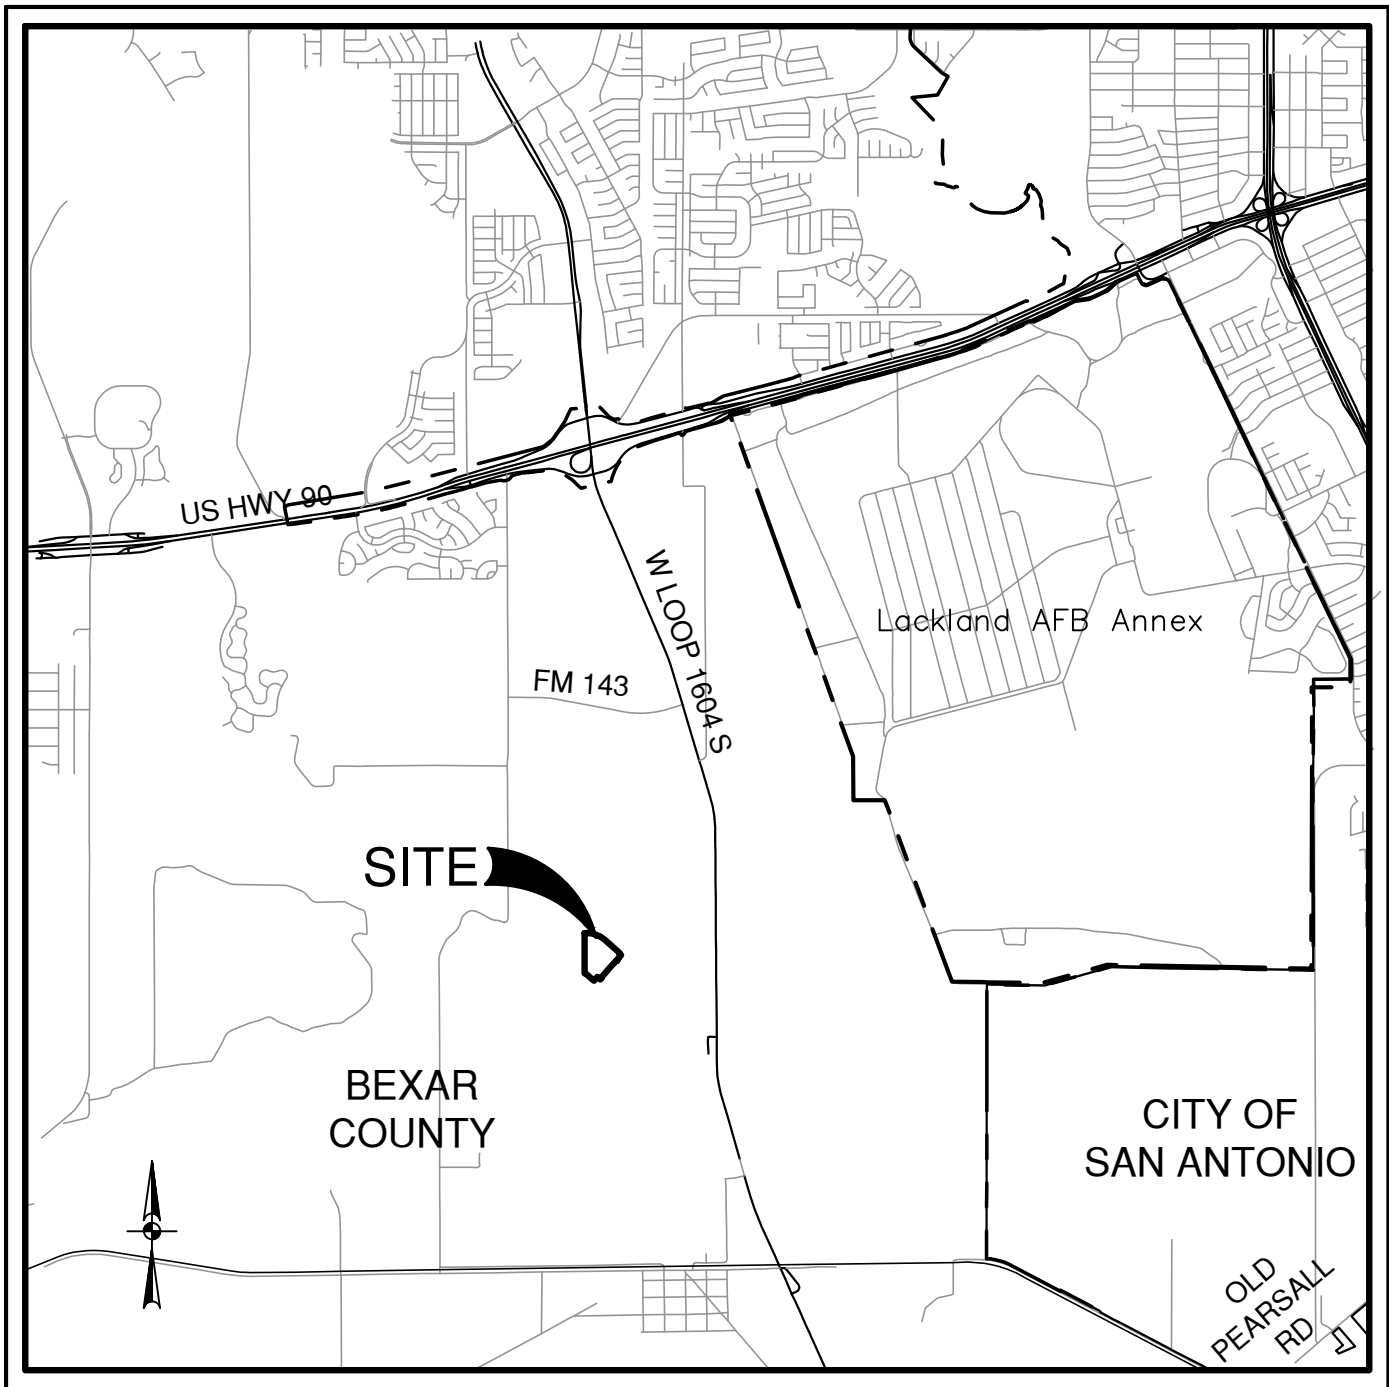 US HWY 90
W LOOP 1604 S
Lackland AFB Annex
FM 143
SITE
BEXAR
COUNTY
CITY OF
SAN ANTONIO
OLD
PEARSALL
RD